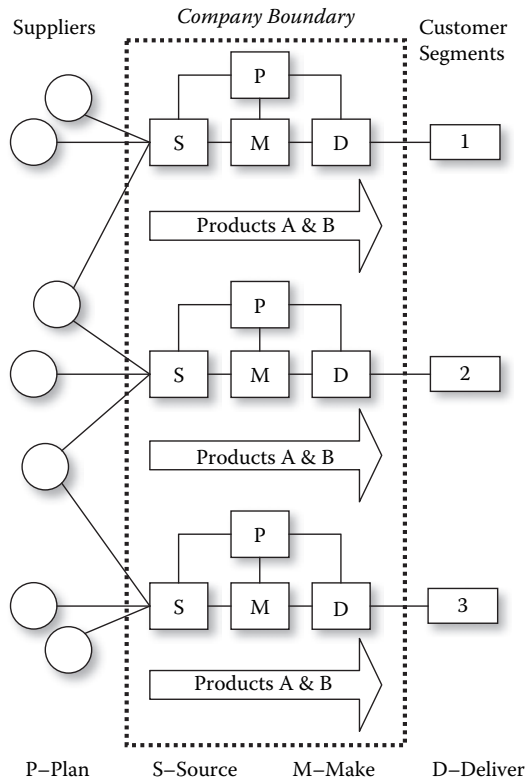 Suppliers
Company Boundary
Customer
Segments
P
S
M
D
1
Products A & B
P
S
M
D
2
Products A & B
P
S
M
D
3
Products A & B
P–Plan
S–Source
M–Make
D–Deliver